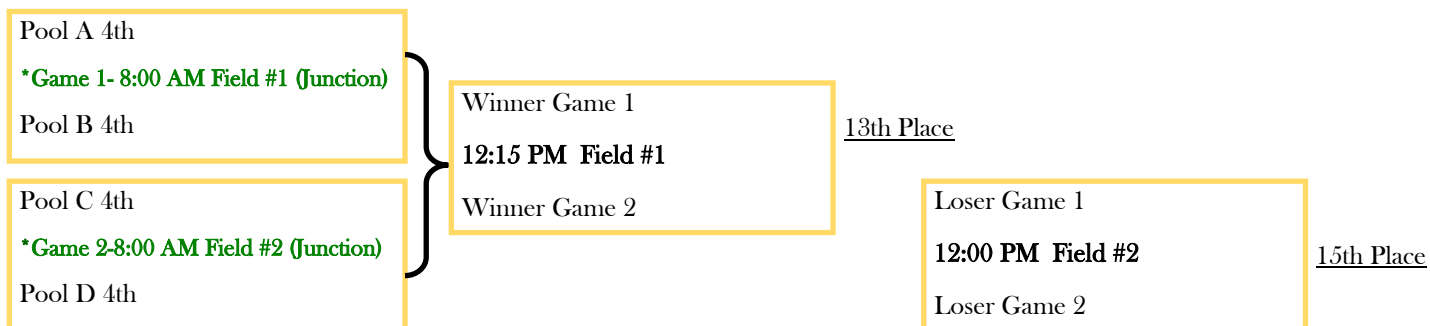 Pool A 4th
*Game 1- 8:00 AM Field #1 (Junction)
Pool B 4th
Winner Game 1
12:15 PM  Field #1
Winner Game 2
13th Place
Pool C 4th
*Game 2-8:00 AM Field #2 (Junction)
Pool D 4th
Loser Game 1
12:00 PM  Field #2
Loser Game 2
15th Place